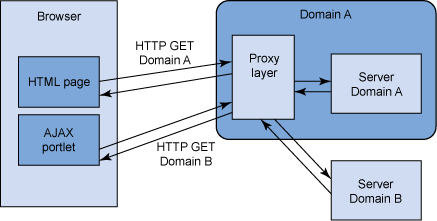 Browser
Domain A
HTTP GET
Domain A
HTML page
Proxy
layer
Server
Domain A
AJAX
portlet
HTTP GET
Domain B
Server
Domain B